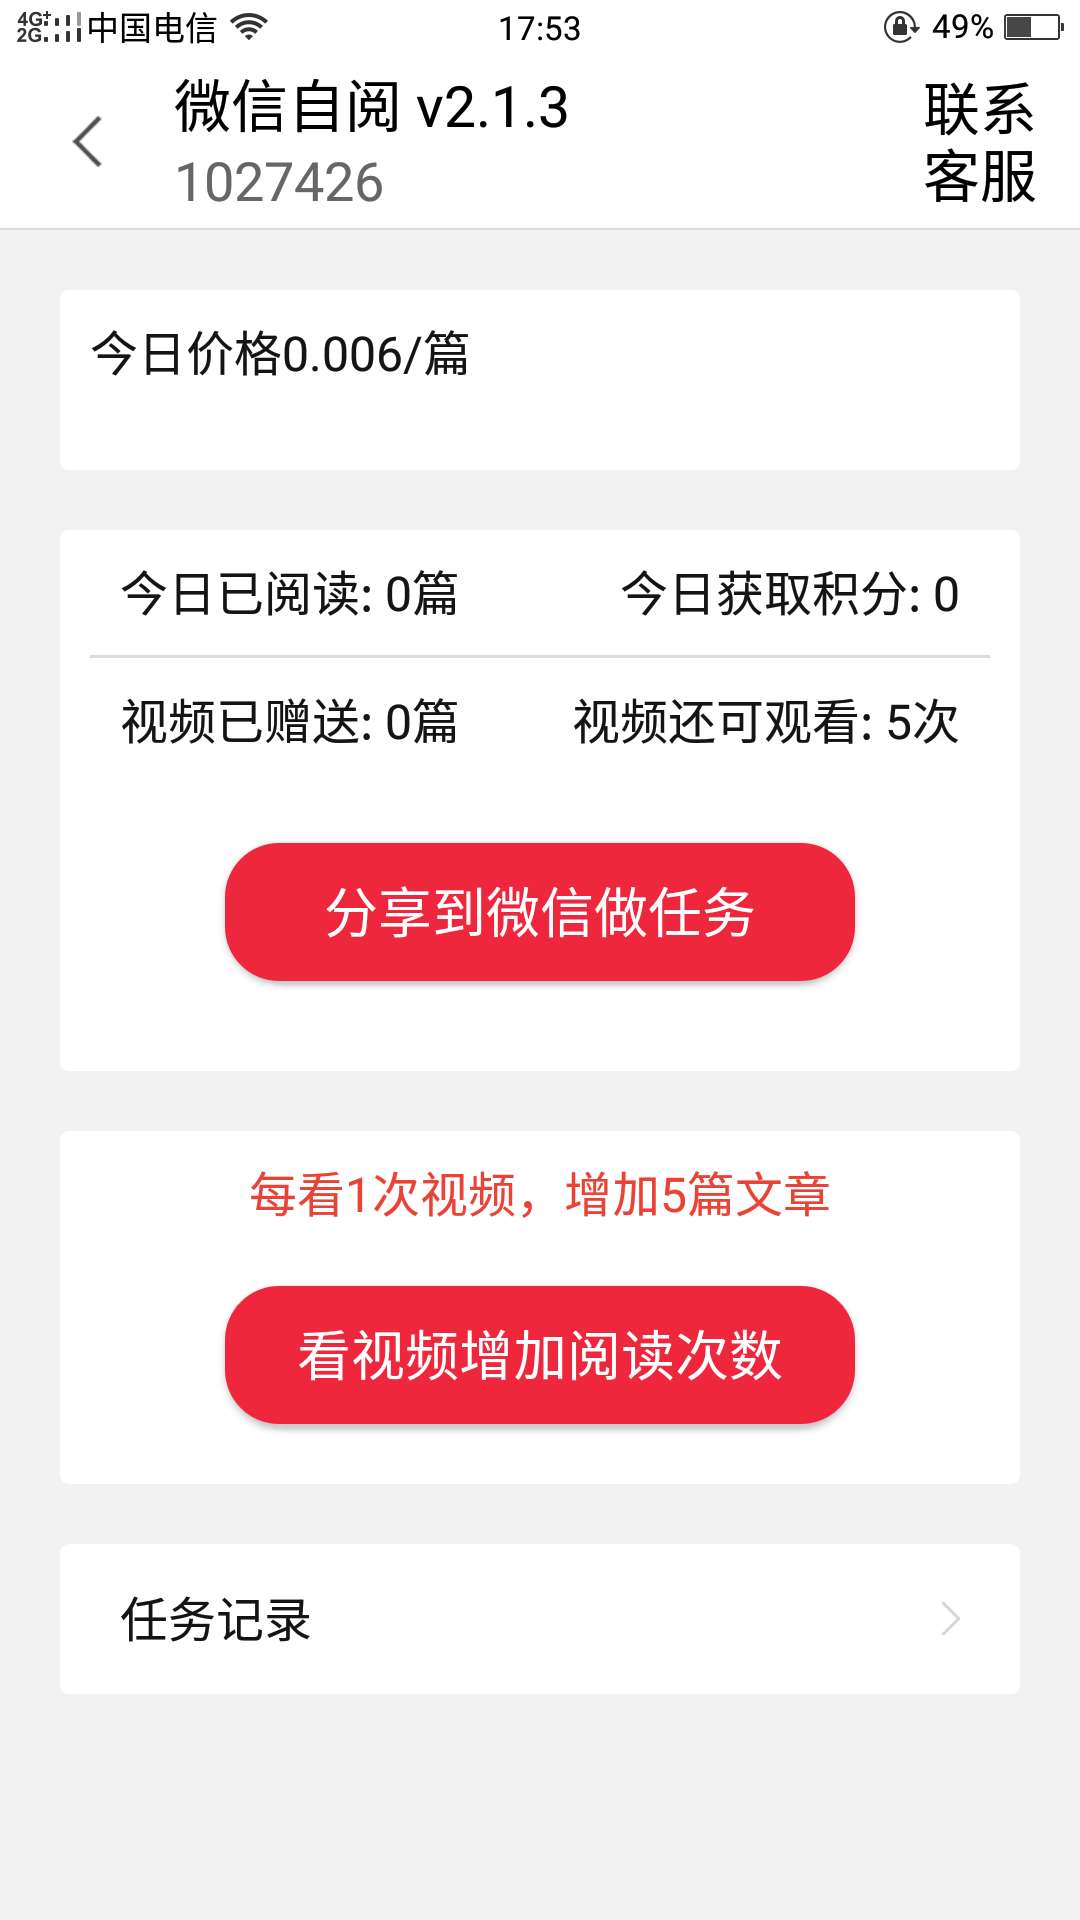 4G+ 2G 中国电信 17:53 49%
微信自阅 v2.1.3
1027426
联系
客服
今日价格0.006/篇
今日已阅读: 0篇 今日获取积分: 0
视频已赠送: 0篇 视频还可观看: 5次
分享到微信做任务
每看1次视频，增加5篇文章
看视频增加阅读次数
任务记录